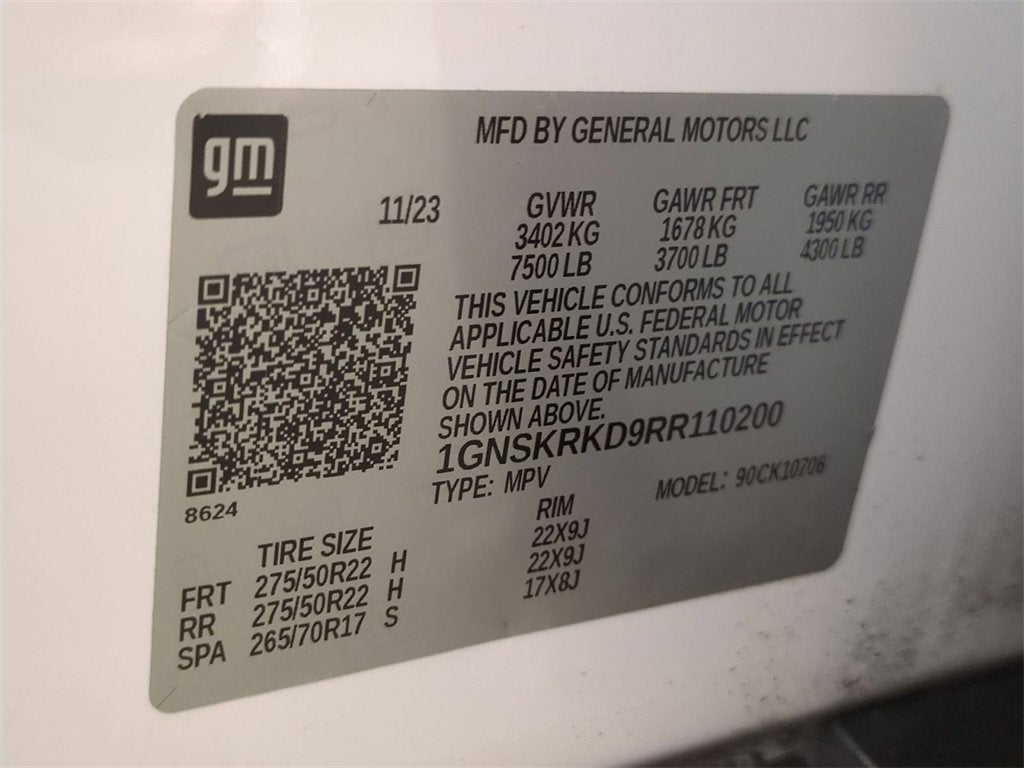 gm
MFD BY GENERAL MOTORS LLC
11/23
GVWR GAWR FRT GAWR RR
3402 KG 1678 KG 1950 KG
7500 LB 3700 LB 4300 LB
THIS VEHICLE CONFORMS TO ALL
APPLICABLE U.S. FEDERAL MOTOR
VEHICLE SAFETY STANDARDS IN EFFECT
ON THE DATE OF MANUFACTURE
SHOWN ABOVE.
1GNSKRKD9RR110200
TYPE: MPV MODEL: 90CK10706
8624
TIRE SIZE RIM
FRT 275/50R22 H 22X9J
RR 275/50R22 H 22X9J
SPA 265/70R17 S 17X8J